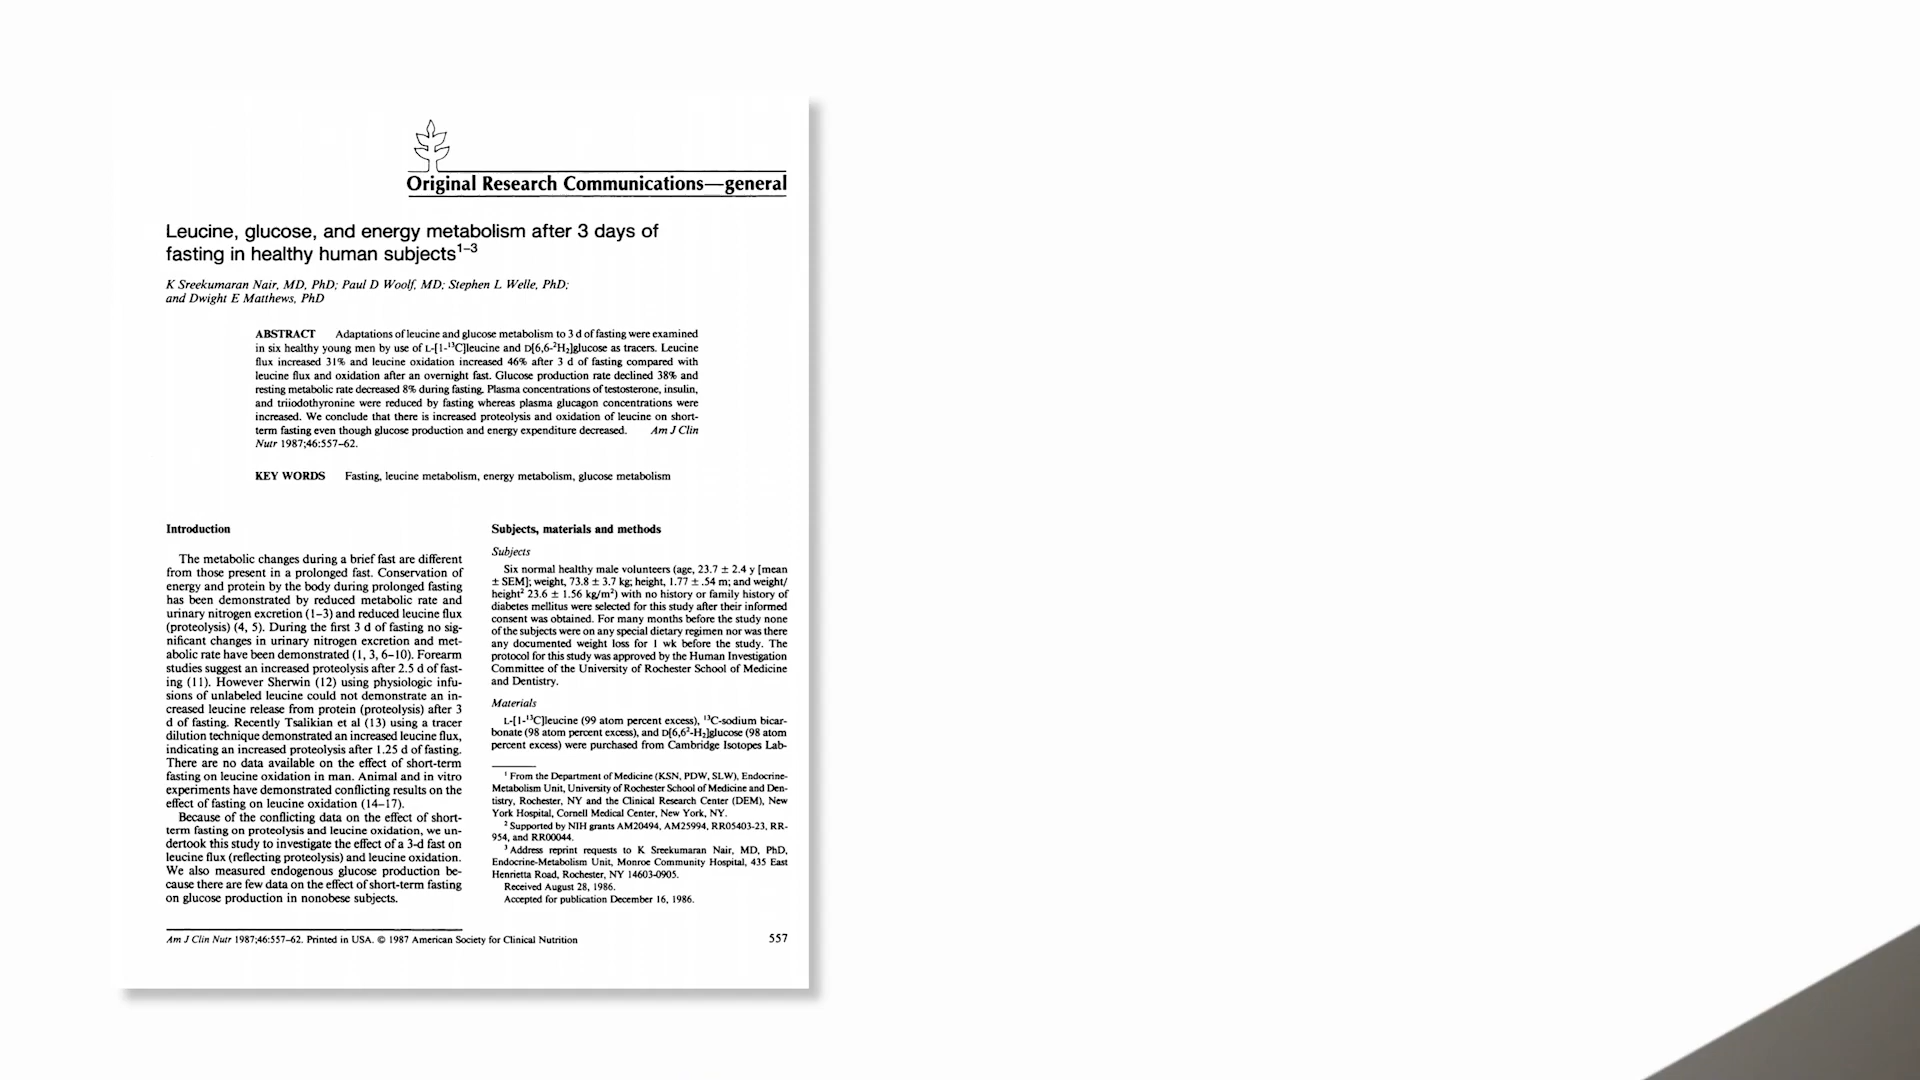 Original Research Communications—general
Leucine, glucose, and energy metabolism after 3 days of
fasting in healthy human subjects¹⁻³
K Sreekumaran Nair, MD, PhD; Paul D Woolf, MD; Stephen L Welle, PhD;
and Dwight E Matthews, PhD
ABSTRACT Adaptations of leucine and glucose metabolism to 3 d of fasting were examined
in six healthy young men by use of L-[1-¹³C]leucine and D[6,6-²H₂]glucose as tracers. Leucine
flux increased 31% and leucine oxidation increased 46% after 3 d of fasting compared with
leucine flux and oxidation after an overnight fast. Glucose production rate declined 38% and
resting metabolic rate decreased 8% during fasting. Plasma concentrations of testosterone, insulin,
and triiodothyronine were reduced by fasting whereas plasma glucagon concentrations were
increased. We conclude that there is increased proteolysis and oxidation of leucine on short-
term fasting even though glucose production and energy expenditure decreased. Am J Clin
Nutr 1987;46:557–62.
KEY WORDS Fasting, leucine metabolism, energy metabolism, glucose metabolism
Introduction
The metabolic changes during a brief fast are different
from those present in a prolonged fast. Conservation of
energy and protein by the body during prolonged fasting
has been demonstrated by reduced metabolic rate and
urinary nitrogen excretion (1–3) and reduced leucine flux
(proteolysis) (4, 5). During the first 3 d of fasting no sig-
nificant changes in urinary nitrogen excretion and met-
abolic rate have been demonstrated (1, 3, 6–10). Forearm
studies suggest an increased proteolysis after 2.5 d of fast-
ing (11). However Sherwin (12) using physiologic infu-
sions of unlabeled leucine could not demonstrate an in-
creased leucine release from protein (proteolysis) after 3
d of fasting. Recently Tsalikian et al (13) using a tracer
dilution technique demonstrated an increased leucine flux,
indicating an increased proteolysis after 1.25 d of fasting.
There are no data available on the effect of short-term
fasting on leucine oxidation in man. Animal and in vitro
experiments have demonstrated conflicting results on the
effect of fasting on leucine oxidation (14–17).
Because of the conflicting data on the effect of short-
term fasting on proteolysis and leucine oxidation, we un-
dertook this study to investigate the effect of a 3-d fast on
leucine flux (reflecting proteolysis) and leucine oxidation.
We also measured endogenous glucose production be-
cause there are few data on the effect of short-term fasting
on glucose production in nonobese subjects.
Subjects, materials and methods
Subjects
Six normal healthy male volunteers (age, 23.7 ± 2.4 y [mean
± SEM]; weight, 73.8 ± 3.7 kg; height, 1.77 ± .54 m; and weight/
height² 23.6 ± 1.56 kg/m²) with no history or family history of
diabetes mellitus were selected for this study after their informed
consent was obtained. For many months before the study none
of the subjects were on any special dietary regimen nor was there
any documented weight loss for 1 wk before the study. The
protocol for this study was approved by the Human Investigation
Committee of the University of Rochester School of Medicine
and Dentistry.
Materials
L-[1-¹³C]leucine (99 atom percent excess), ¹³C-sodium bicar-
bonate (98 atom percent excess), and D[6,6²-H₂]glucose (98 atom
percent excess) were purchased from Cambridge Isotopes Lab-
¹ From the Department of Medicine (KSN, PDW, SLW), Endocrine-
Metabolism Unit, University of Rochester School of Medicine and Den-
tistry, Rochester, NY and the Clinical Research Center (DEM), New
York Hospital, Cornell Medical Center, New York, NY.
² Supported by NIH grants AM20494, AM25994, RR05403-23, RR-
954, and RR00044.
³ Address reprint requests to K Sreekumaran Nair, MD, PhD,
Endocrine-Metabolism Unit, Monroe Community Hospital, 435 East
Henrietta Road, Rochester, NY 14603-0905.
Received August 28, 1986.
Accepted for publication December 16, 1986.
Am J Clin Nutr 1987;46:557–62. Printed in USA. © 1987 American Society for Clinical Nutrition
557